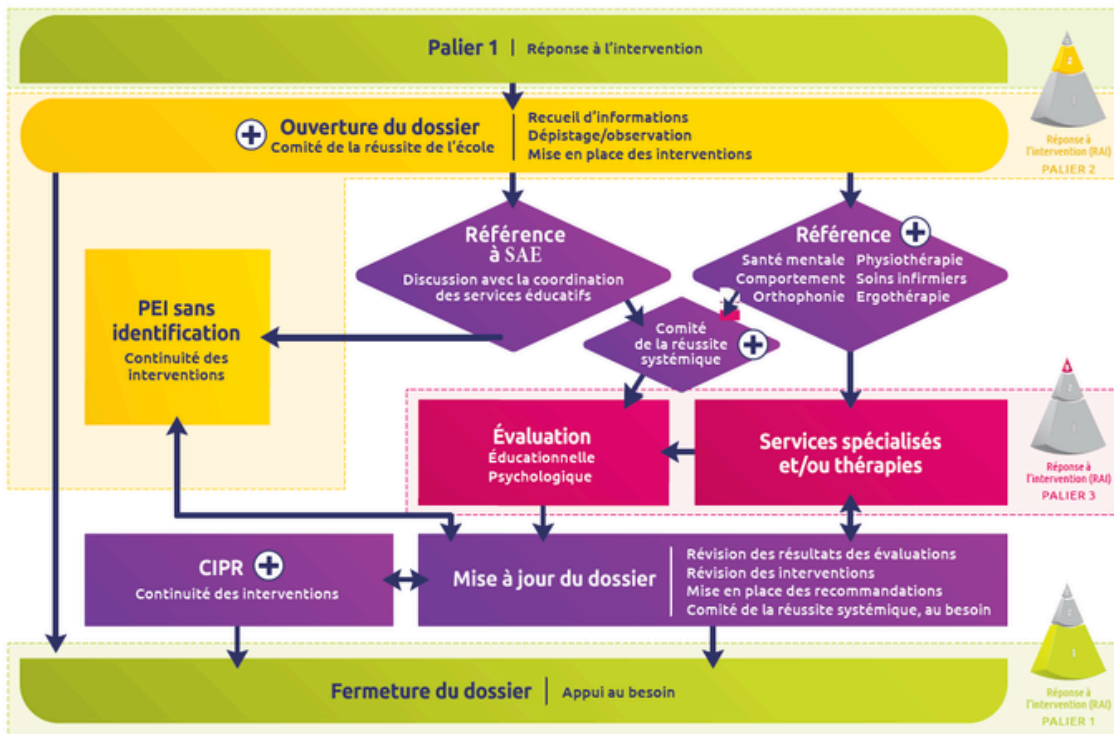 Palier 1 | Réponse à l'intervention
Ouverture du dossier
Comité de la réussite de l'école
Recueil d'informations
Dépistage/observation
Mise en place des interventions
Réponse à
l'intervention (RAI)
PALIER 2
Référence
à SAE
Discussion avec la coordination
des services éducatifs
Référence
Santé mentale Physiothérapie
Comportement Soins infirmiers
Orthophonie Ergothérapie
PEI sans
identification
Continuité des
interventions
Comité
de la réussite
systémique
Évaluation
Éducationnelle
Psychologique
Services spécialisés
et/ou thérapies
Réponse à
l'intervention (RAI)
PALIER 3
CIPR
Continuité des interventions
Mise à jour du dossier
Révision des résultats des évaluations
Révision des interventions
Mise en place des recommandations
Comité de la réussite systémique, au besoin
Fermeture du dossier | Appui au besoin
Réponse à
l'intervention (RAI)
PALIER 1